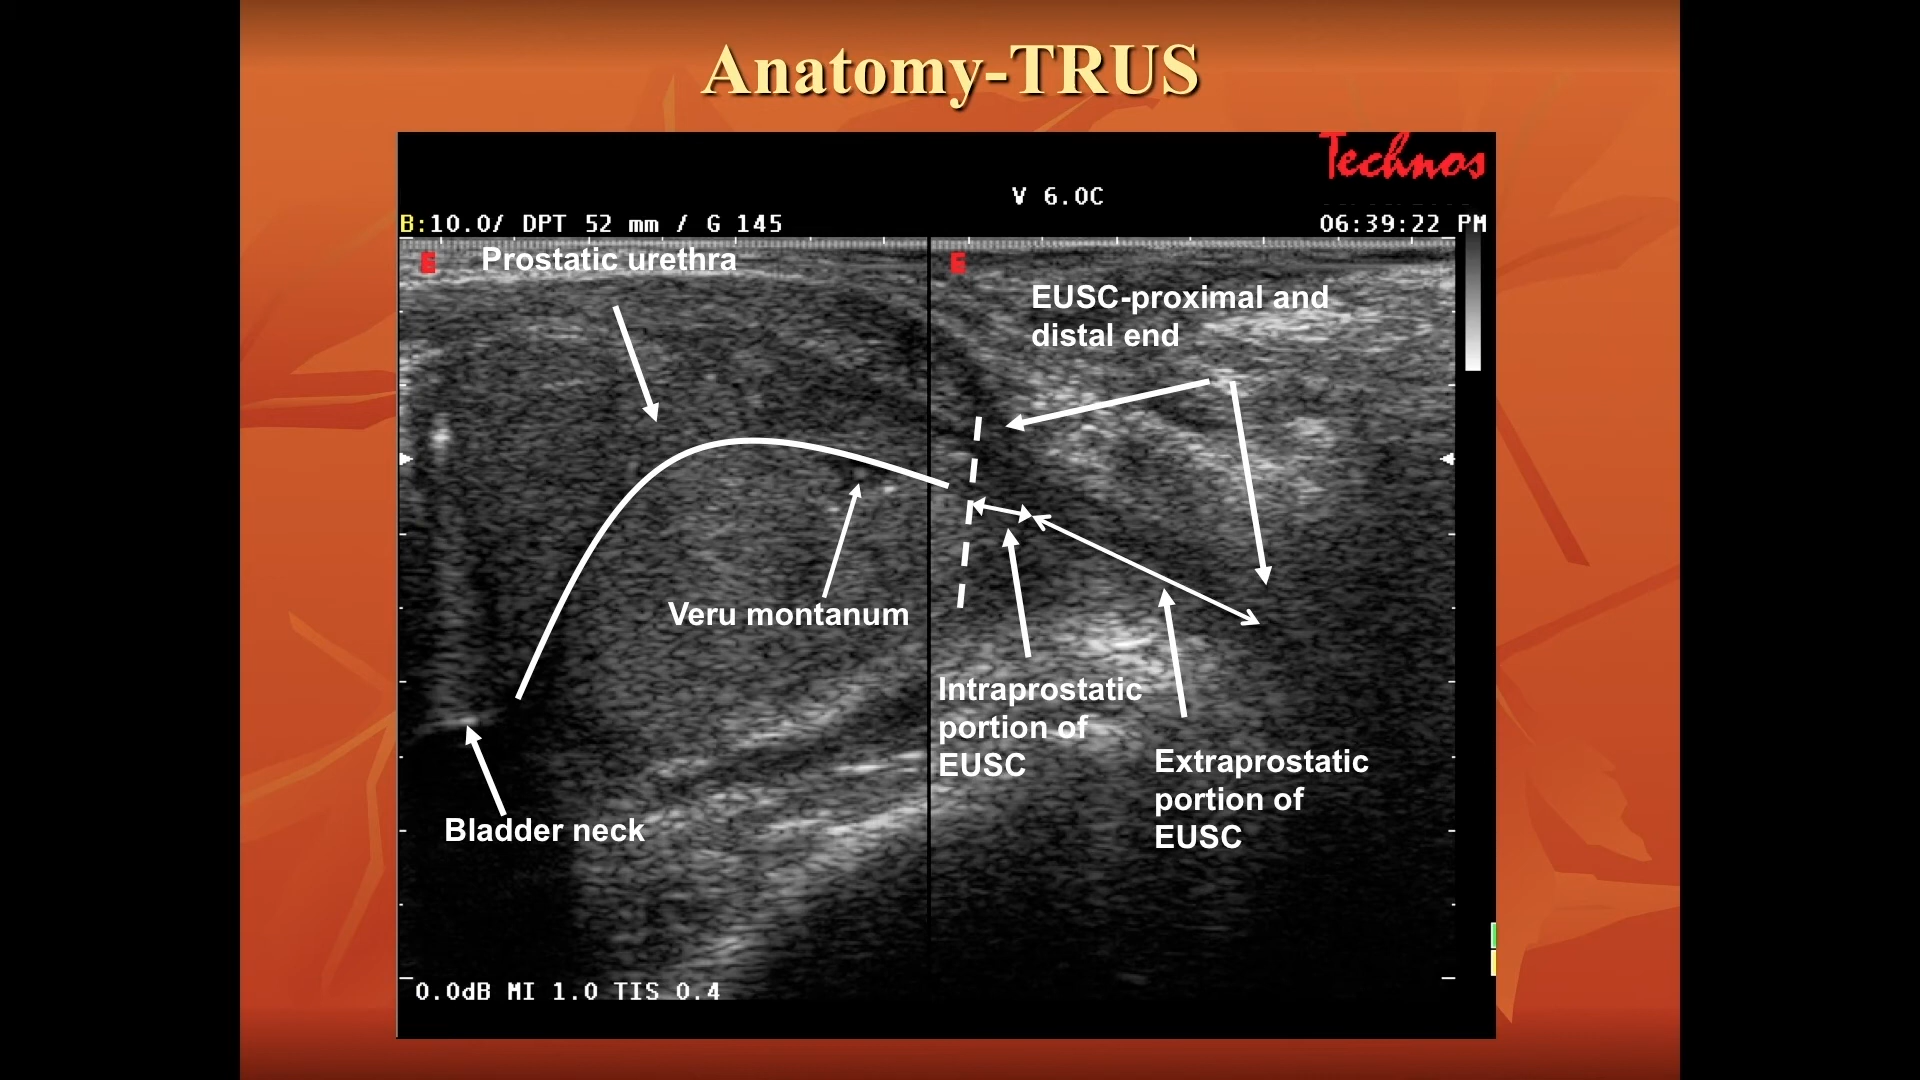 Anatomy-TRUS
Technos
V 6.0C
B:10.0/ DPT 52 mm / G 145
06:39:22 PM
E
Prostatic urethra
E
EUSC-proximal and
distal end
Veru montanum
Intraprostatic
portion of
EUSC
Extraprostatic
portion of
EUSC
Bladder neck
0.0dB MI 1.0 TIS 0.4